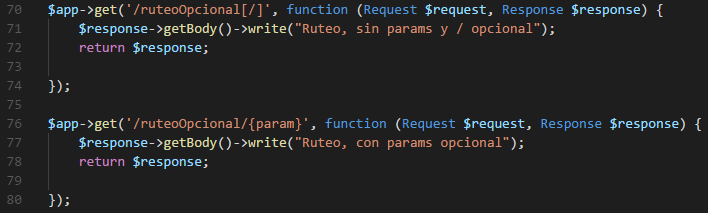 70 $app->get('/ruteoOpcional[/]', function (Request $request, Response $response) {
71     $response->getBody()->write("Ruteo, sin params y / opcional");
72     return $response;
73
74 });
75
76 $app->get('/ruteoOpcional/{param}', function (Request $request, Response $response) {
77     $response->getBody()->write("Ruteo, con params opcional");
78     return $response;
79
80 });